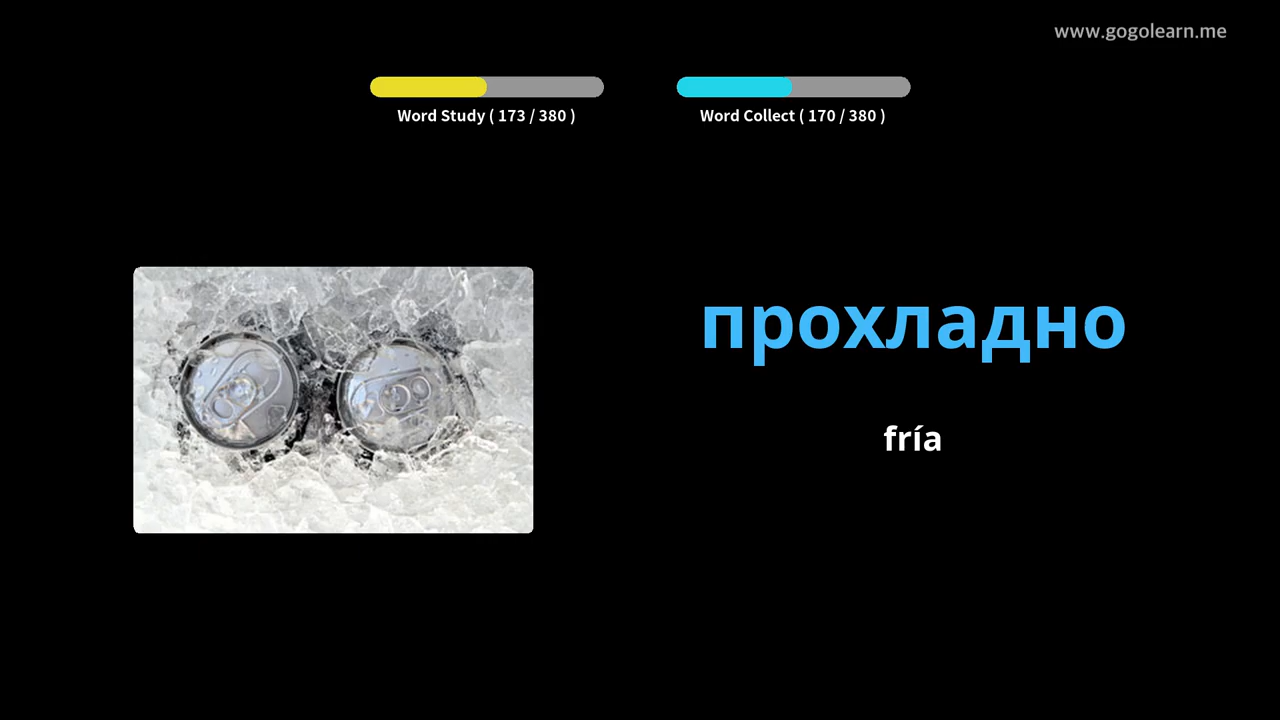 www.gogolearn.me
Word Study ( 173 / 380 )
Word Collect ( 170 / 380 )
прохладно
fría